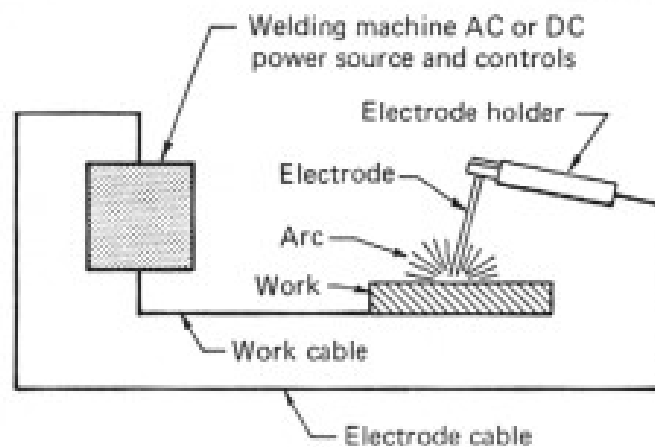 Welding machine AC or DC
power source and controls
Electrode holder
Electrode
Arc
Work
Work cable
Electrode cable